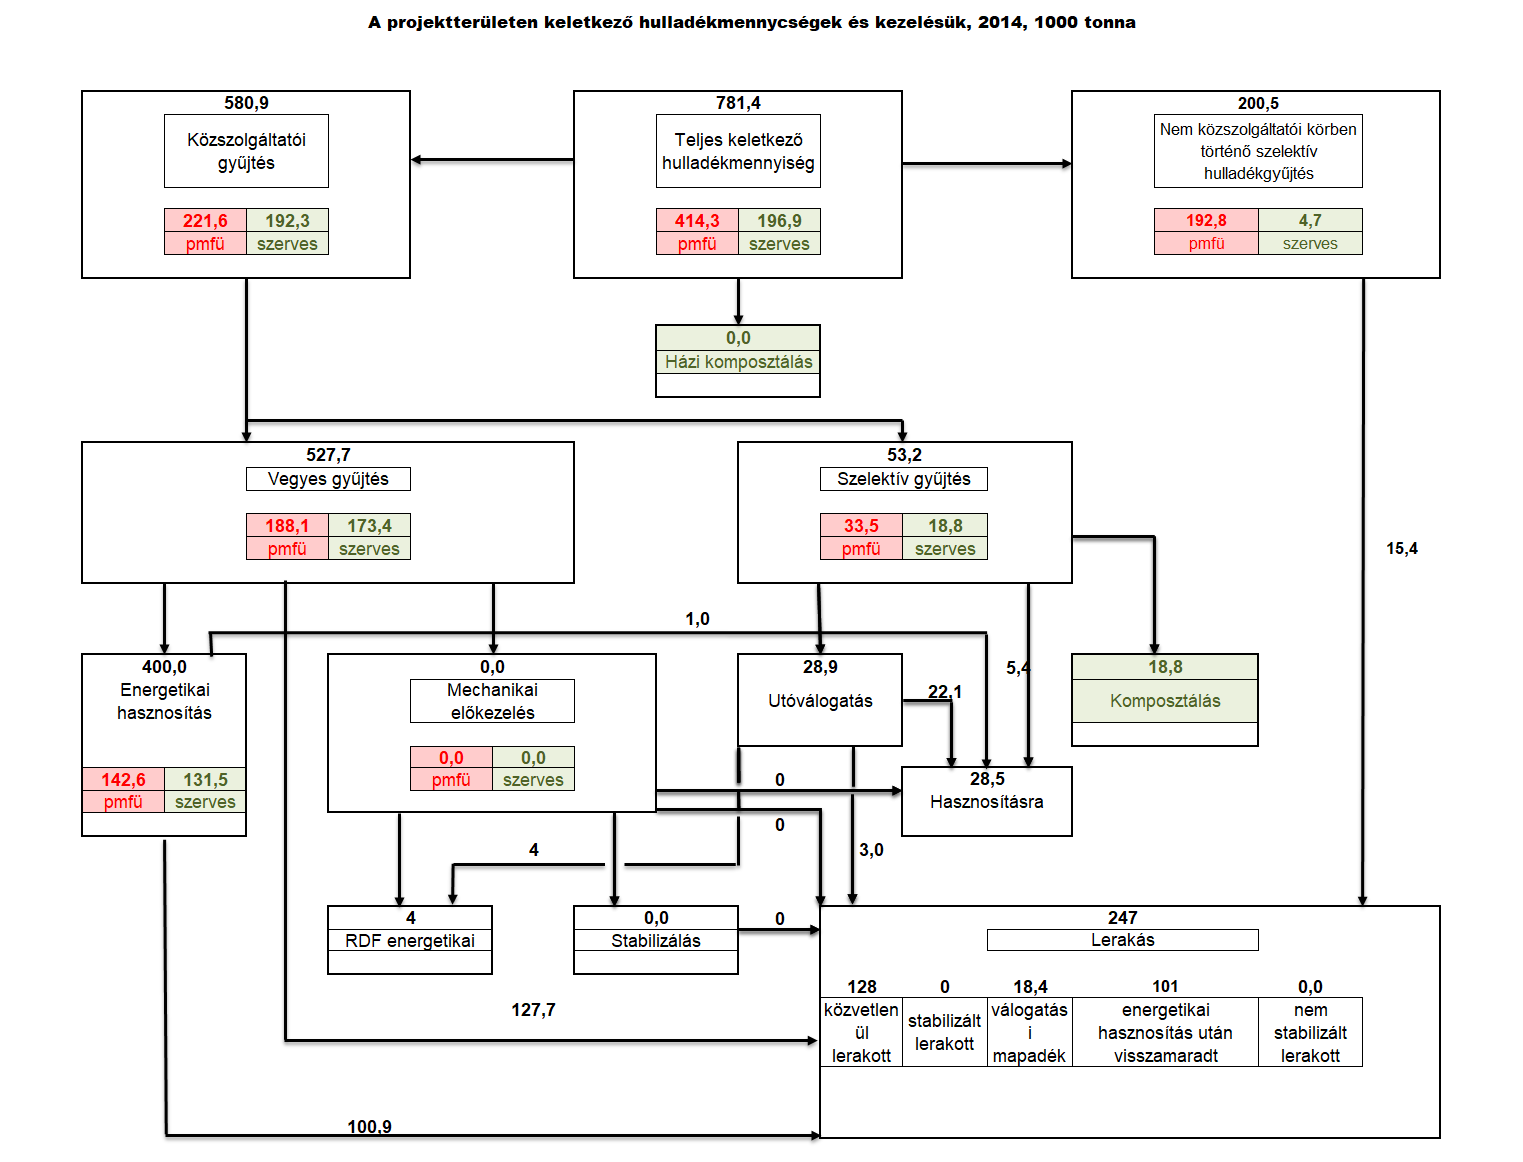 A projektterületen keletkező hulladékmennycségek és kezelésük, 2014, 1000 tonna
580,9
Közszolgáltatói
gyűjtés
221,6 192,3
pmfü szerves
781,4
Teljes keletkező
hulladékmennyiség
414,3 196,9
pmfü szerves
200,5
Nem közszolgáltatói körben
történő szelektív
hulladékgyűjtés
192,8 4,7
pmfü szerves
0,0
Házi komposztálás
527,7
Vegyes gyűjtés
188,1 173,4
pmfü szerves
53,2
Szelektív gyűjtés
33,5 18,8
pmfü szerves
15,4
1,0
400,0
Energetikai
hasznosítás
142,6 131,5
pmfü szerves
0,0
Mechanikai
előkezelés
0,0 0,0
pmfü szerves
28,9
Utóválogatás
22,1
5,4
18,8
Komposztálás
28,5
Hasznosításra
0
0
4
3,0
4
RDF energetikai
0,0
Stabilizálás
0
247
Lerakás
128
közvetlen
ül
lerakott
0
stabilizált
lerakott
18,4
válogatás
i
mapadék
101
energetikai
hasznosítás után
visszamaradt
0,0
nem
stabilizált
lerakott
127,7
100,9